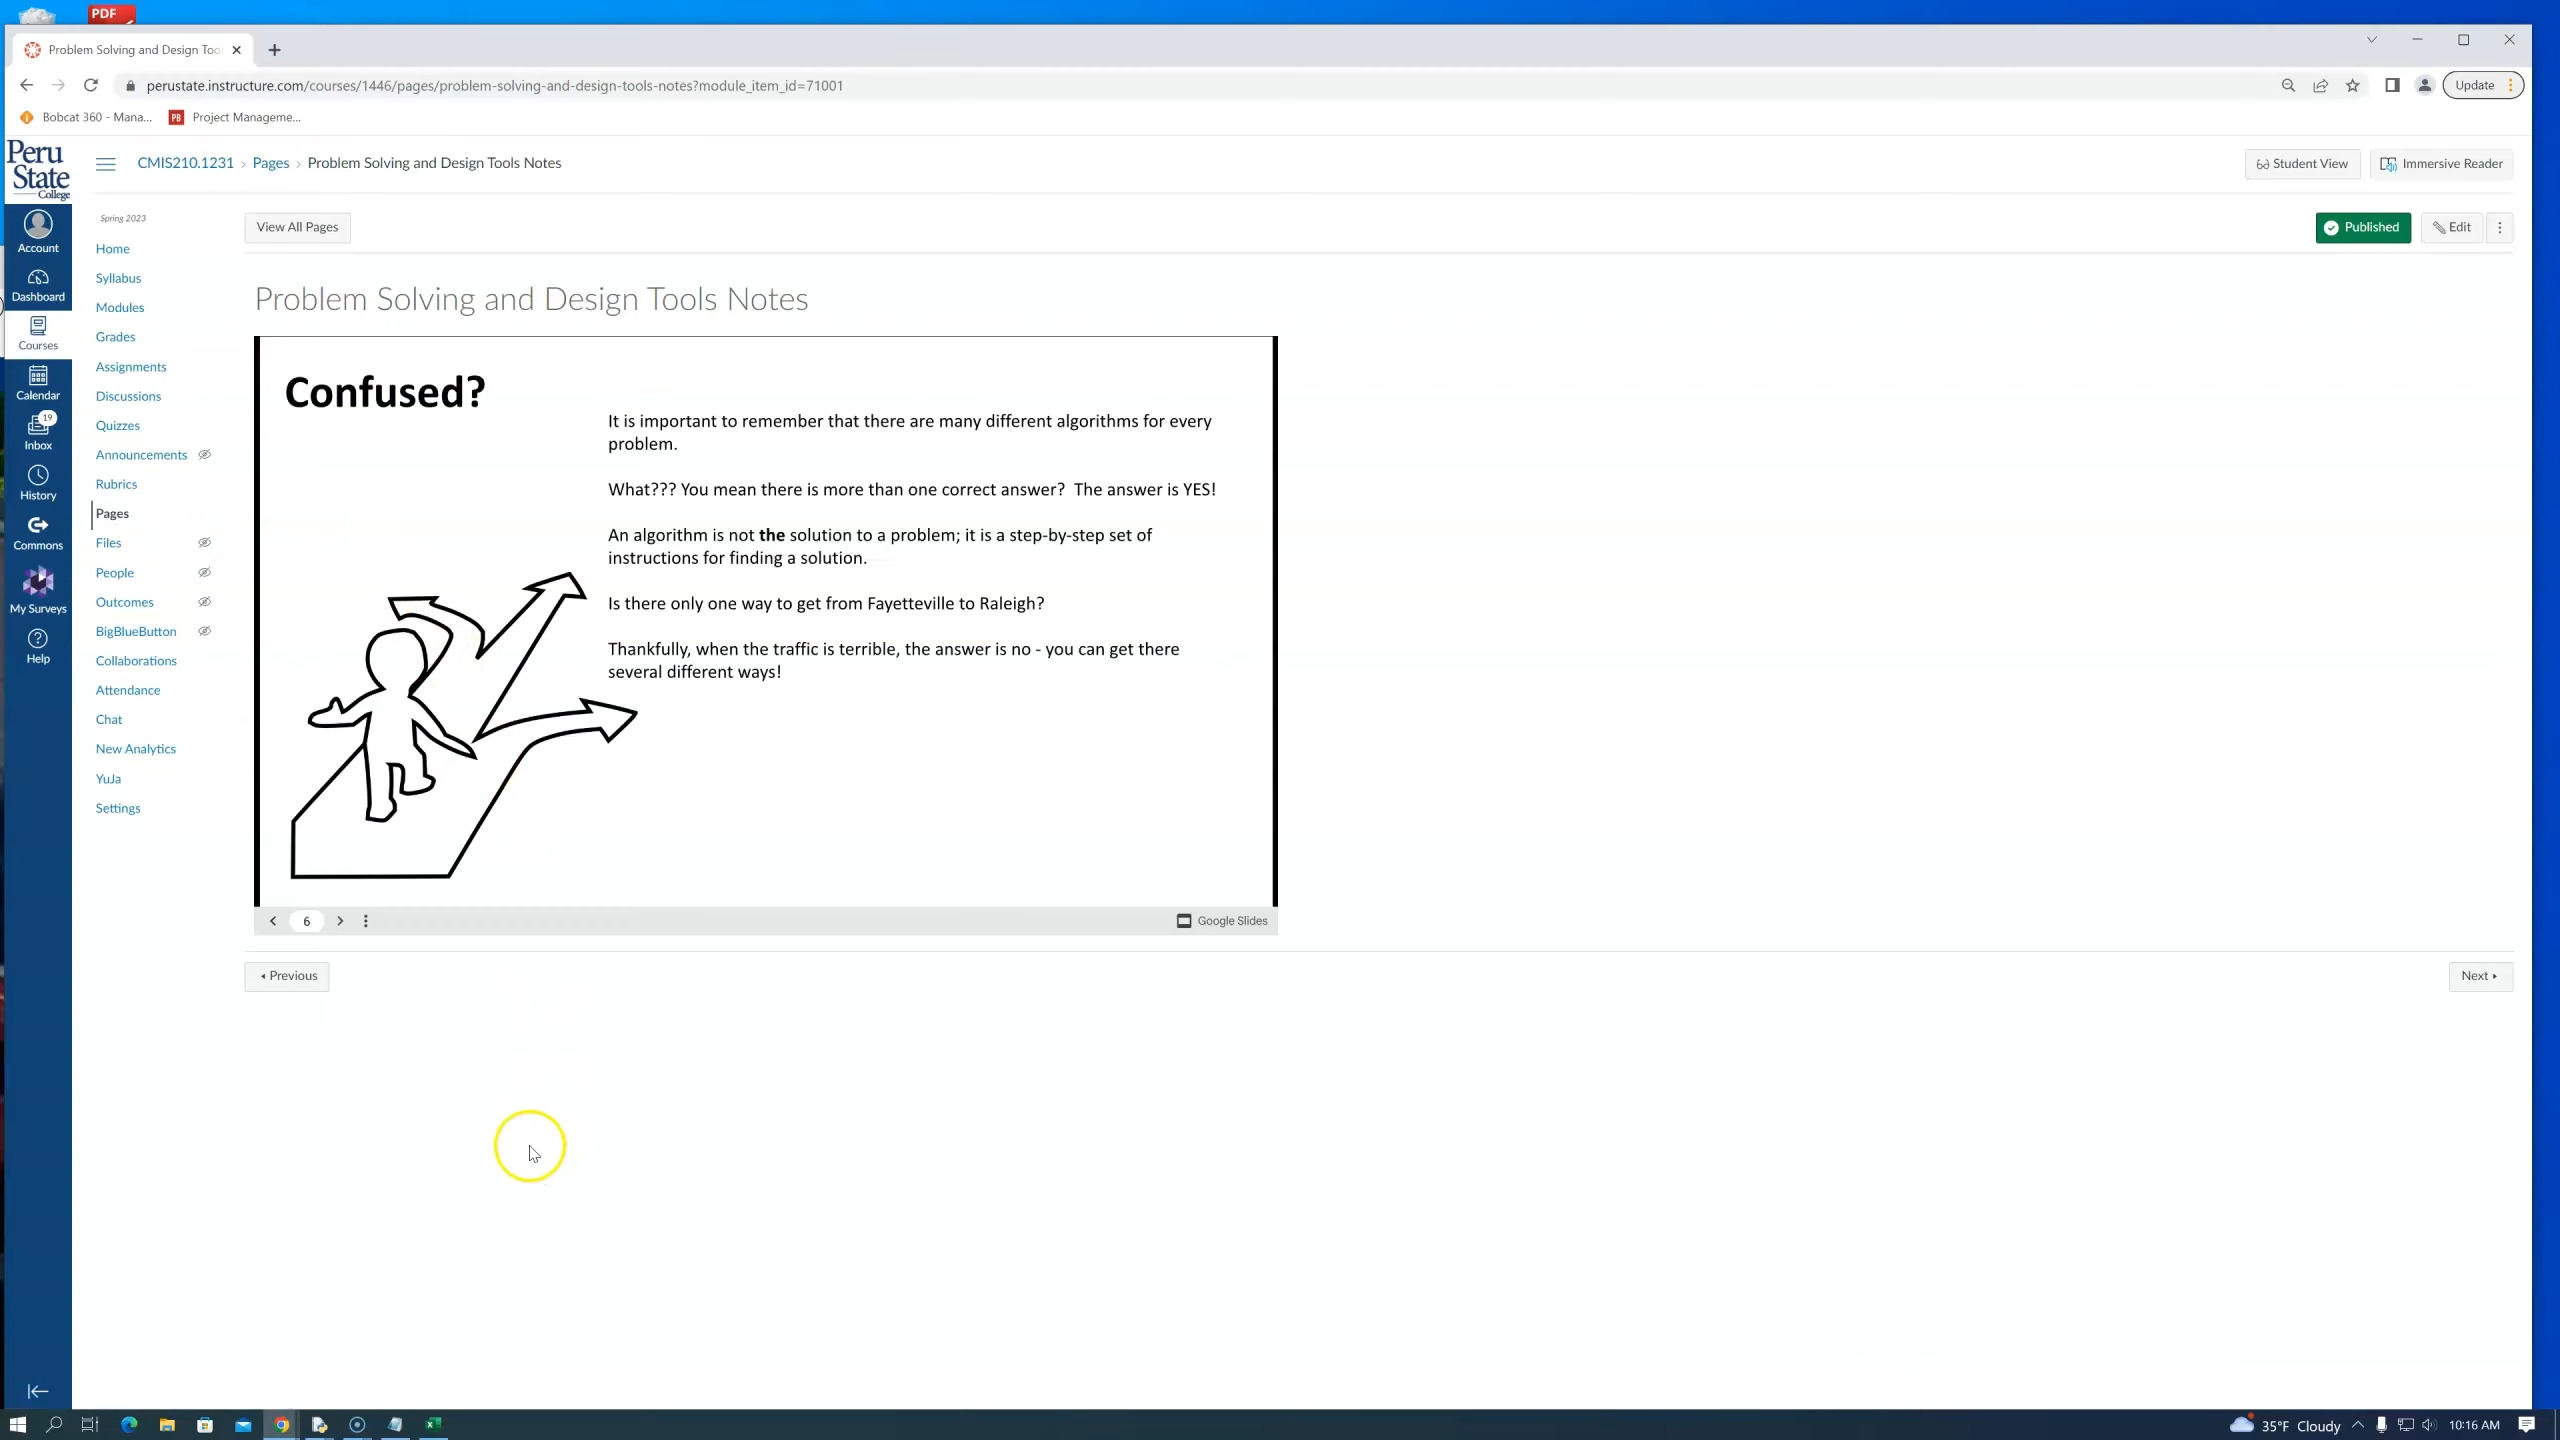 PDF
Problem Solving and Design Too
perustate.instructure.com/courses/1446/pages/problem-solving-and-design-tools-notes?module_item_id=71001
Update
Bobcat 360 - Mana...
PB Project Manageme...
Peru
State
College
CMIS210.1231 › Pages › Problem Solving and Design Tools Notes
Student View
Immersive Reader
Account
Dashboard
Courses
Calendar
19
Inbox
History
Commons
My Surveys
Help
Spring 2023
Home
Syllabus
Modules
Grades
Assignments
Discussions
Quizzes
Announcements
Rubrics
Pages
Files
People
Outcomes
BigBlueButton
Collaborations
Attendance
Chat
New Analytics
YuJa
Settings
View All Pages
Published
Edit
Problem Solving and Design Tools Notes
Confused?
It is important to remember that there are many different algorithms for every
problem.
What??? You mean there is more than one correct answer?  The answer is YES!
An algorithm is not the solution to a problem; it is a step-by-step set of
instructions for finding a solution.
Is there only one way to get from Fayetteville to Raleigh?
Thankfully, when the traffic is terrible, the answer is no - you can get there
several different ways!
6
Google Slides
Previous
Next
35°F Cloudy
10:16 AM